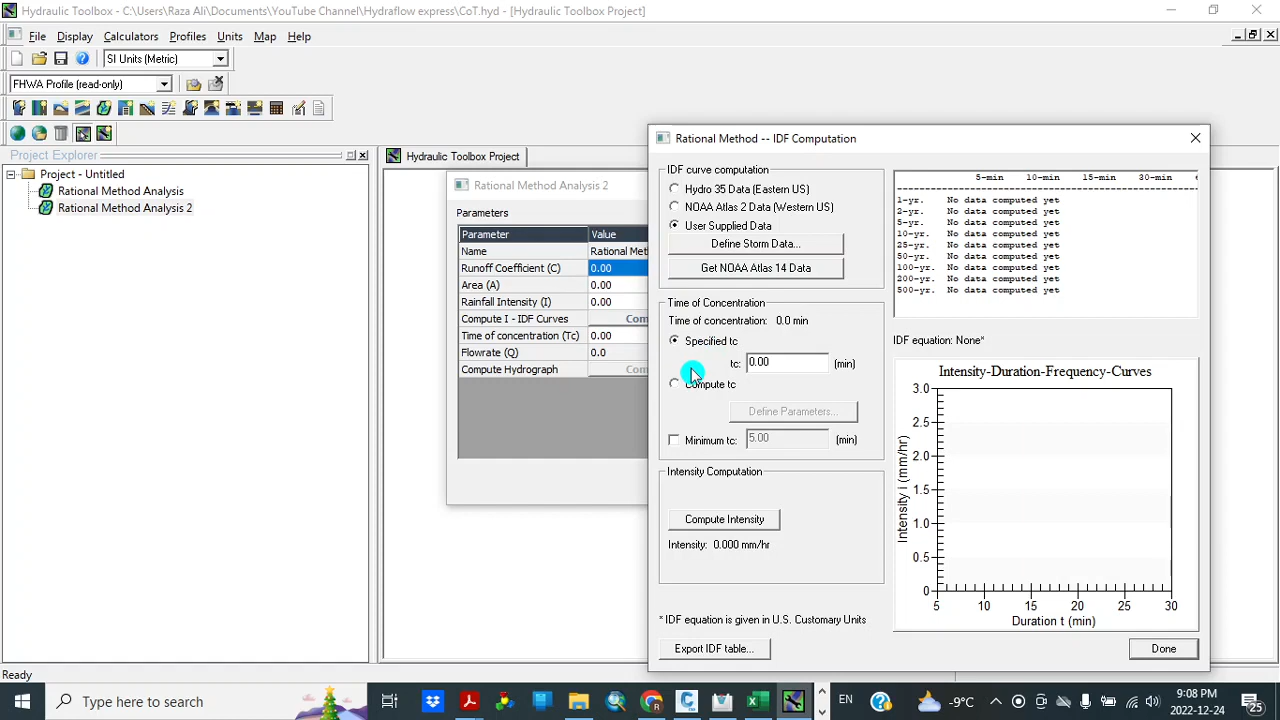 Hydraulic Toolbox - C:\Users\Raza Ali\Documents\YouTube Channel\Hydraflow express\CoT.hyd - [Hydraulic Toolbox Project]
File Display Calculators Profiles Units Map Help
SI Units (Metric)
FHWA Profile (read-only)
Project Explorer
Project - Untitled
Rational Method Analysis
Rational Method Analysis 2
Hydraulic Toolbox Project
Rational Method Analysis 2
Parameters
Parameter Value
Name Rational Met
Runoff Coefficient (C) 0.00
Area (A) 0.00
Rainfall Intensity (I) 0.00
Compute I - IDF Curves Com
Time of concentration (Tc) 0.00
Flowrate (Q) 0.0
Compute Hydrograph Com
Rational Method -- IDF Computation
IDF curve computation
Hydro 35 Data (Eastern US)
NOAA Atlas 2 Data (Western US)
User Supplied Data
Define Storm Data...
Get NOAA Atlas 14 Data
Time of Concentration
Time of concentration: 0.0 min
Specified tc
tc: 0.00 (min)
Compute tc
Define Parameters...
Minimum tc: 5.00 (min)
Intensity Computation
Compute Intensity
Intensity: 0.000 mm/hr
* IDF equation is given in U.S. Customary Units
Export IDF table...
5-min 10-min 15-min 30-min
1-yr. No data computed yet
2-yr. No data computed yet
5-yr. No data computed yet
10-yr. No data computed yet
25-yr. No data computed yet
50-yr. No data computed yet
100-yr. No data computed yet
200-yr. No data computed yet
500-yr. No data computed yet
IDF equation: None*
Intensity-Duration-Frequency-Curves
3.0
2.5
2.0
1.5
1.0
0.5
0
Intensity i (mm/hr)
5 10 15 20 25 30
Duration t (min)
Done
Ready
Type here to search
EN
-9°C
9:08 PM
2022-12-24
25